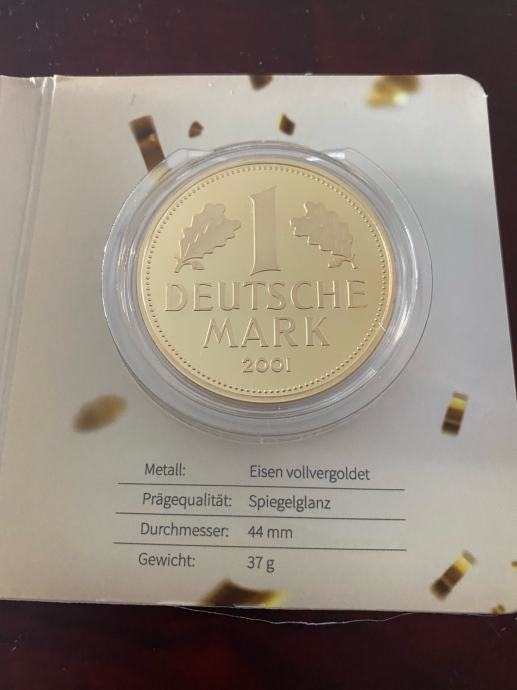 1
DEUTSCHE
MARK
2001
Metall: Eisen vollvergoldet
Prägequalität: Spiegelglanz
Durchmesser: 44 mm
Gewicht: 37 g